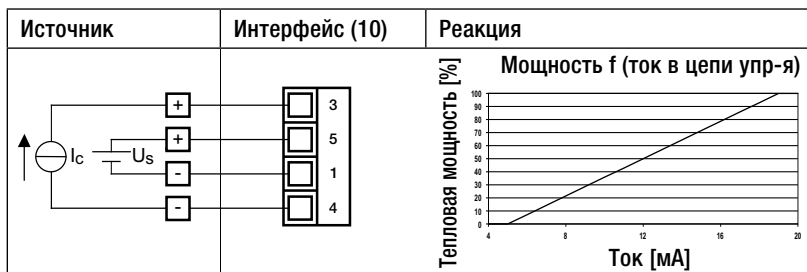 Источник Интерфейс (10) Реакция
Мощность f (ток в цепи упр-я)
Тепловая мощность [%]
100
90
80
70
60
50
40
30
20
10
0
4 8 12 16 20
Ток [мА]
Ic Us
+ 3
+ 5
- 1
- 4